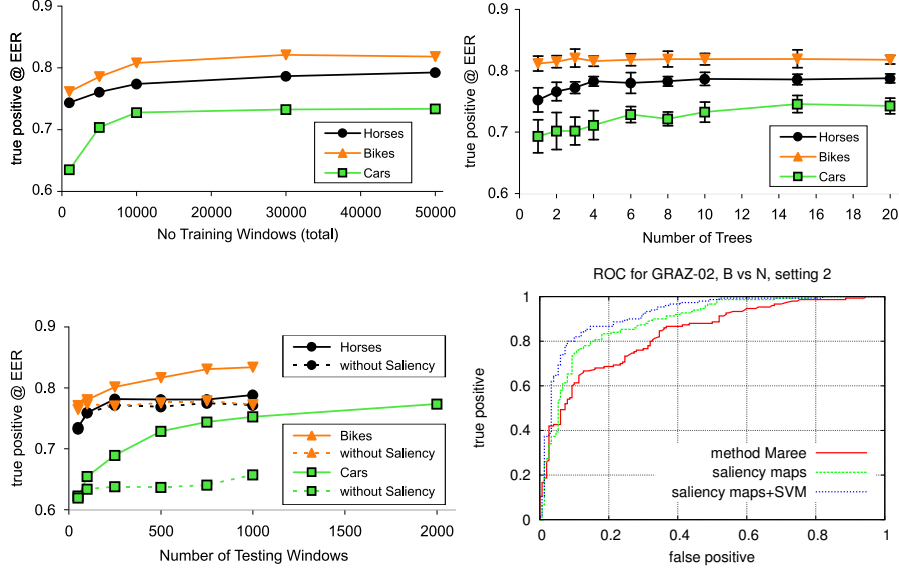 0.9
0.8
0.7
0.6
true positive @ EER
0 10000 20000 30000 40000 50000
No Training Windows (total)
Horses
Bikes
Cars
0.9
0.8
0.7
0.6
true positive @ EER
0 2 4 6 8 10 12 14 16 18 20
Number of Trees
Horses
Bikes
Cars
0.9
0.8
0.7
0.6
true positive @ EER
0 500 1000 1500 2000
Number of Testing Windows
Horses
without Saliency
Bikes
without Saliency
Cars
without Saliency
ROC for GRAZ-02, B vs N, setting 2
1
0.8
0.6
0.4
0.2
0
true positive
0 0.2 0.4 0.6 0.8 1
false positive
method Maree
saliency maps
saliency maps+SVM